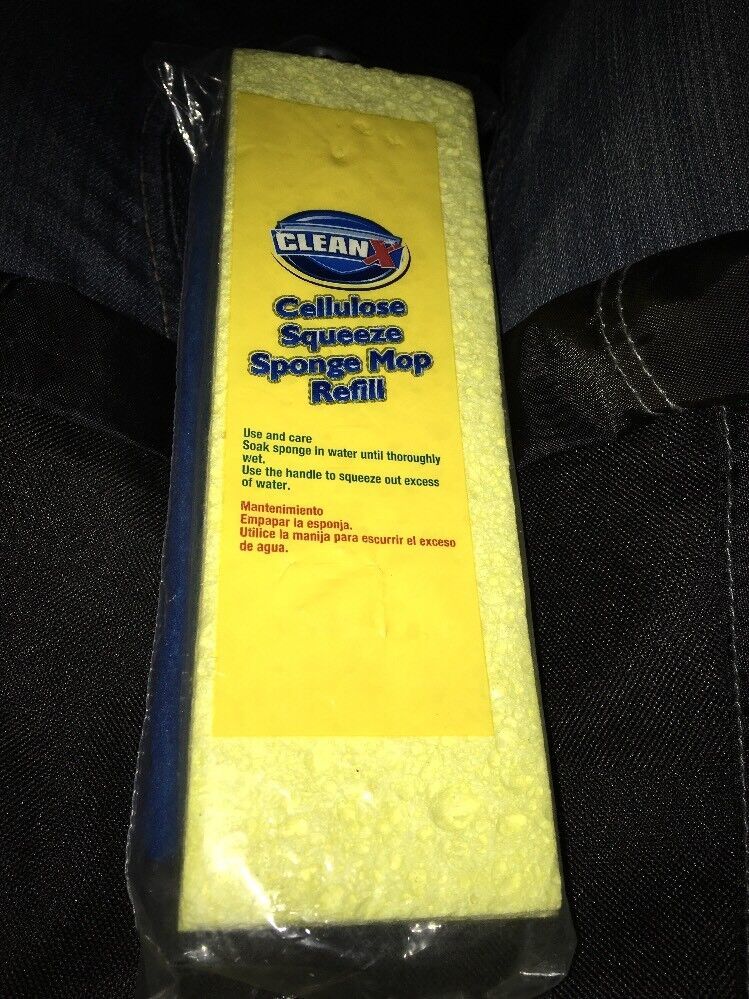 CLEAN X
Cellulose
Squeeze
Sponge Mop
Refill
Use and care
Soak sponge in water until thoroughly
wet.
Use the handle to squeeze out excess
of water.
Mantenimiento
Empapar la esponja.
Utilice la manija para escurrir el exceso
de agua.